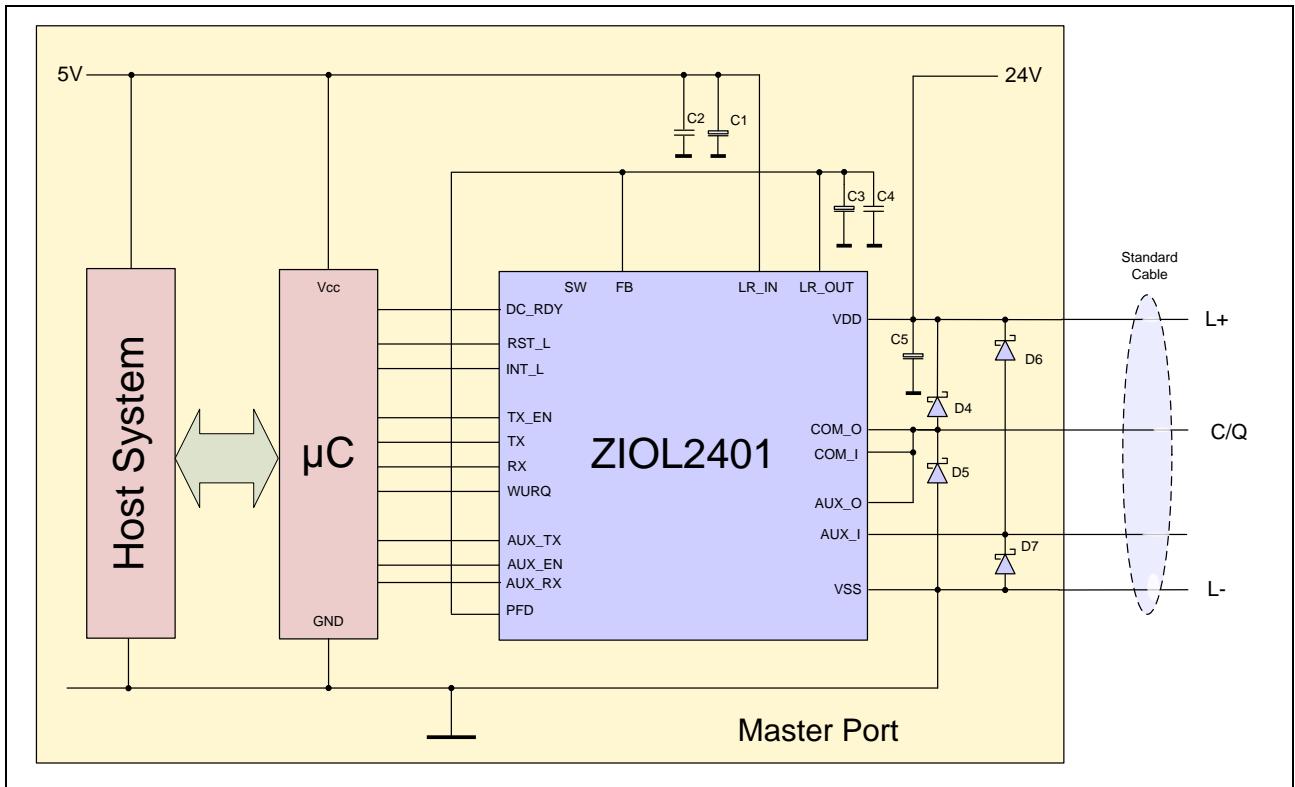 5V
24V
C2
C1
C3
C4
Standard
Cable
Vcc
SW
FB
LR_IN
LR_OUT
DC_RDY
VDD
L+
RST_L
C5
INT_L
D6
D4
TX_EN
COM_O
C/Q
TX
COM_I
Host System
µC
ZIOL2401
RX
D5
WURQ
AUX_O
AUX_TX
AUX_I
D7
AUX_EN
AUX_RX
VSS
L-
PFD
GND
Master Port